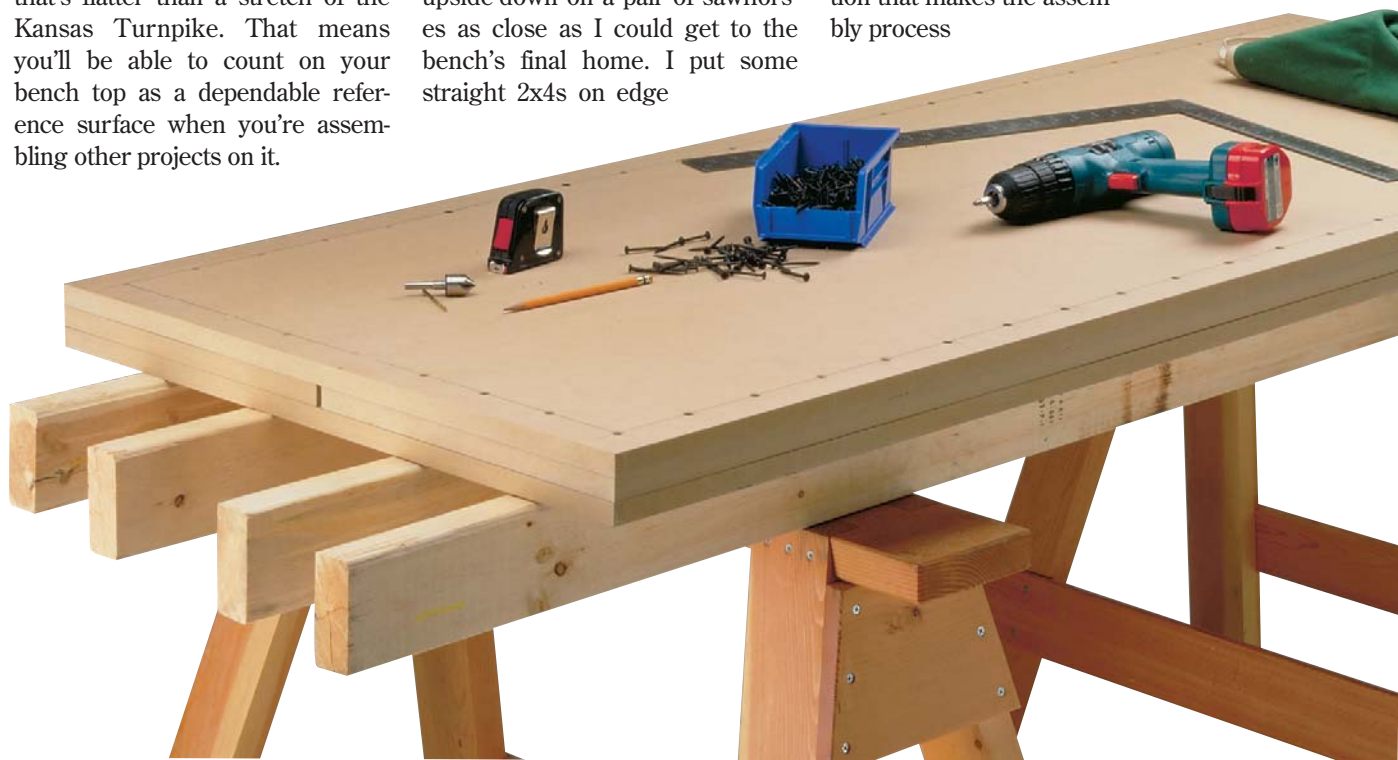 that's flatter than a stretch of the
Kansas Turnpike. That means
you'll be able to count on your
bench top as a dependable refer-
ence surface when you're assem-
bling other projects on it.
upside-down on a pair of sawhors-
es as close as I could get to the
bench's final home. I put some
straight 2x4s on edge
tion that makes the assem-
bly process